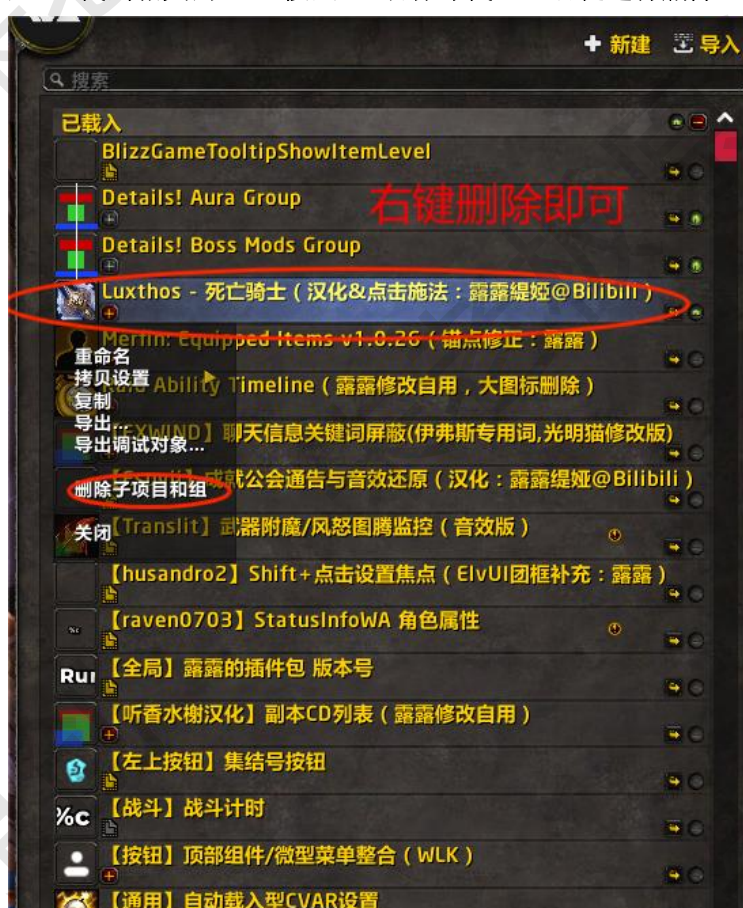 新建 导入
搜索
已载入
BlizzGameTooltipShowItemLevel
Details! Aura Group
右键删除即可
Details! Boss Mods Group
Luxthos - 死亡骑士（汉化&点击施法：露露缇娅@Bilibili）
Merfin: Equipped Items v1.0.26（锚点修正：露露）
重命名
拷贝设置
Ability Timeline（露露修改自用，大图标删除）
复制
导出...
EXWIND】聊天信息关键词屏蔽(伊弗斯专用词,光明猫修改版)
导出调试对象...
成就公会通告与音效还原（汉化：露露缇娅@Bilibili）
删除子项目和组
【Translit】武器附魔/风怒图腾监控（音效版）
关闭
【husandro2】Shift+点击设置焦点（ElvUI团框补充：露露）
【raven0703】StatusInfoWA 角色属性
%c
【全局】露露的插件包 版本号
Rui
【听香水榭汉化】副本CD列表（露露修改自用）
【左上按钮】集结号按钮
【战斗】战斗计时
%c
【按钮】顶部组件/微型菜单整合（WLK）
【通用】自动载入型CVAR设置